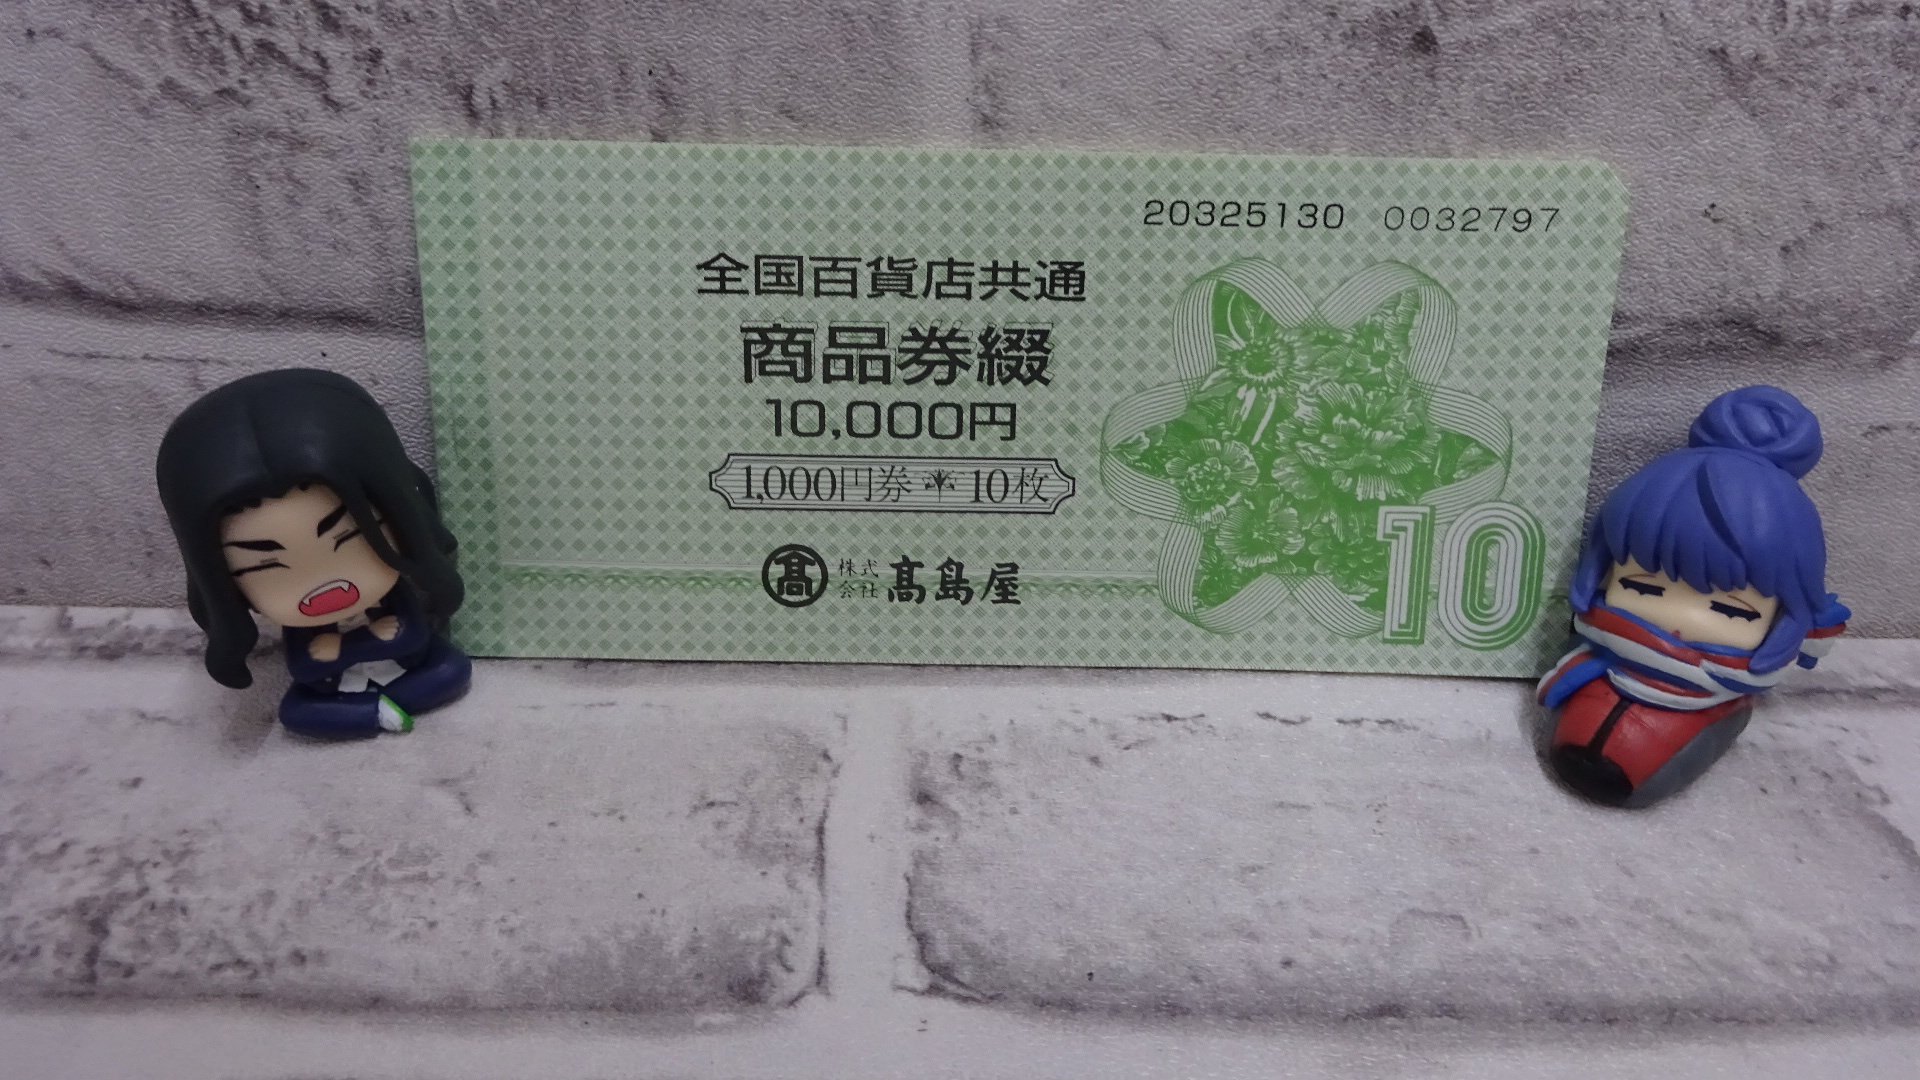 20325130 0032797
全国百貨店共通
商品券綴
10,000円
1,000円券 10枚
髙 株式会社 髙島屋
10